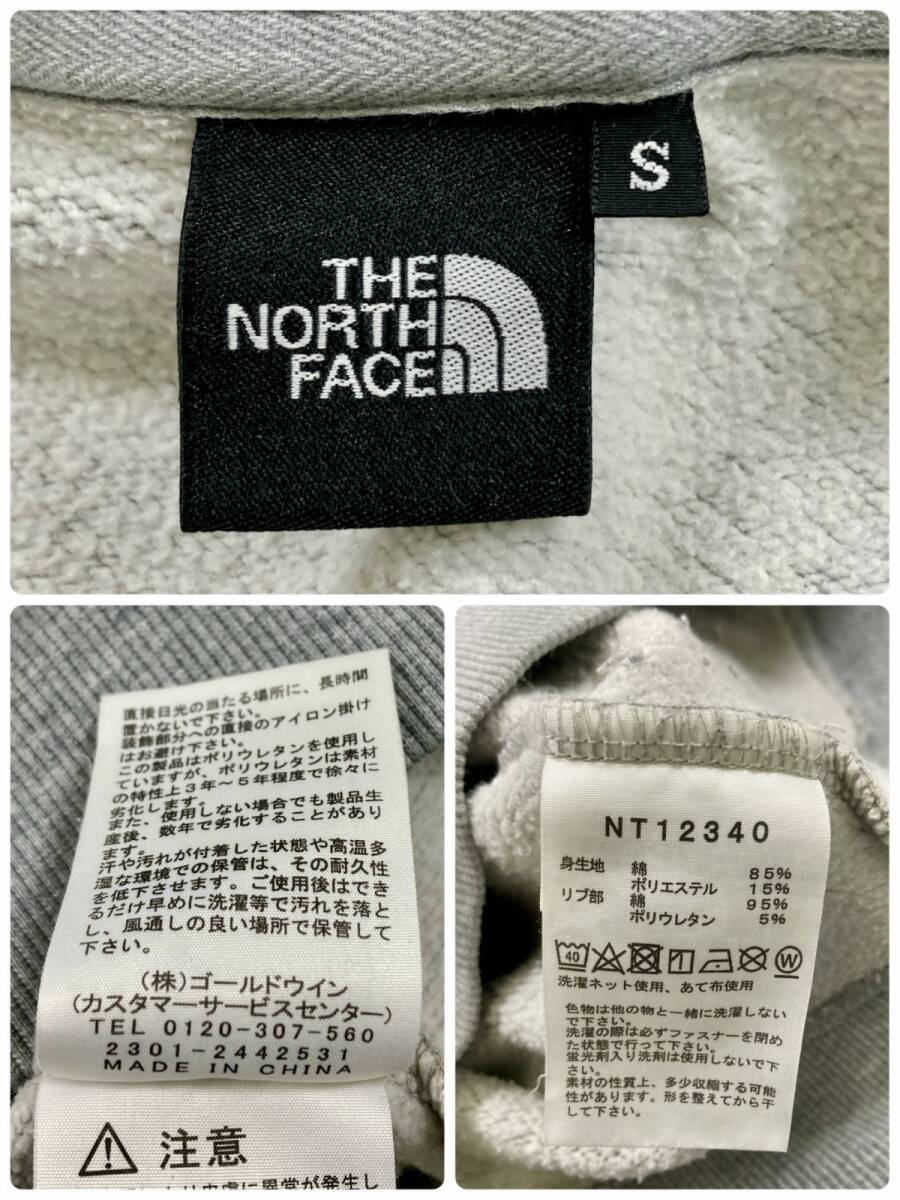 THE
NORTH
FACE
S
直接日光の当たる場所に、長時間
置かないで下さい。
装飾部分への直接のアイロン掛け
はお避け下さい。
この製品はポリウレタンを使用し
ていますが、ポリウレタンは素材
の特性上3年～5年程度で徐々に
劣化します。
また、使用しない場合でも製品生
産後、数年で劣化することがあり
ます。
汗や汚れが付着した状態や高温多
湿な環境での保管は、その耐久性
を低下させます。ご使用後はでき
るだけ早めに洗濯等で汚れを落と
し、風通しの良い場所で保管して
下さい。
(株)ゴールドウイン
(カスタマーサービスセンター)
TEL 0120-307-560
2301-2442531
MADE IN CHINA
注意
皮膚に異常が発生し
NT12340
身生地 綿 85%
ポリエステル 15%
リブ部 綿 95%
ポリウレタン 5%
40
W
洗濯ネット使用、あて布使用
色物は他の物と一緒に洗濯しない
で下さい。
洗濯の際は必ずファスナーを閉め
た状態で行って下さい。
蛍光剤入り洗剤は使用しないで下
さい。
素材の性質上、多少収縮する可能
性があります。形を整えてから干
して下さい。